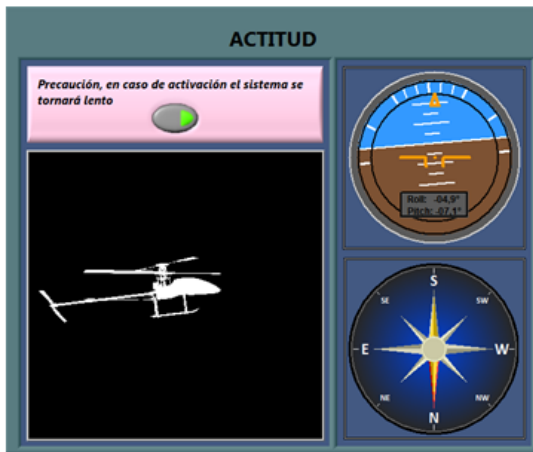 ACTITUD
Precaución, en caso de activación el sistema se
tornará lento
Roll: -04,9°
Pitch: -07,1°
S
SE
SW
E
W
NE
NW
N